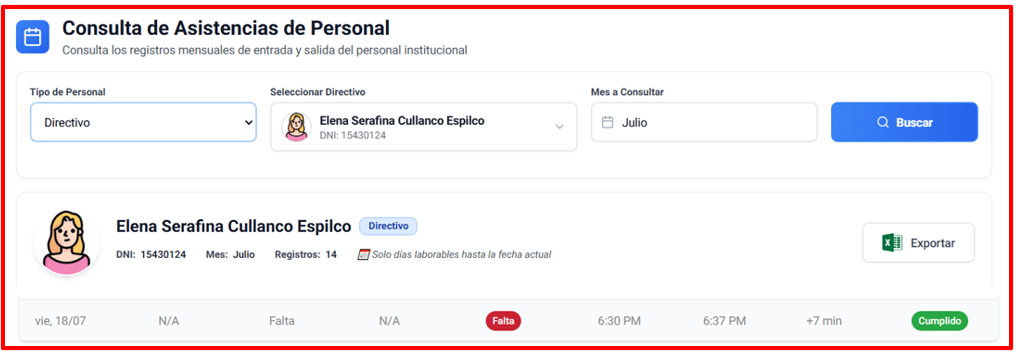 Consulta de Asistencias de Personal
Consulta los registros mensuales de entrada y salida del personal institucional
Tipo de Personal
Seleccionar Directivo
Mes a Consultar
Directivo
Elena Serafina Cullanco Espilco
DNI: 15430124
Julio
Buscar
Elena Serafina Cullanco Espilco Directivo
DNI: 15430124 Mes: Julio Registros: 14 Solo días laborables hasta la fecha actual
Exportar
vie, 18/07 N/A Falta N/A Falta 6:30 PM 6:37 PM +7 min Cumplido